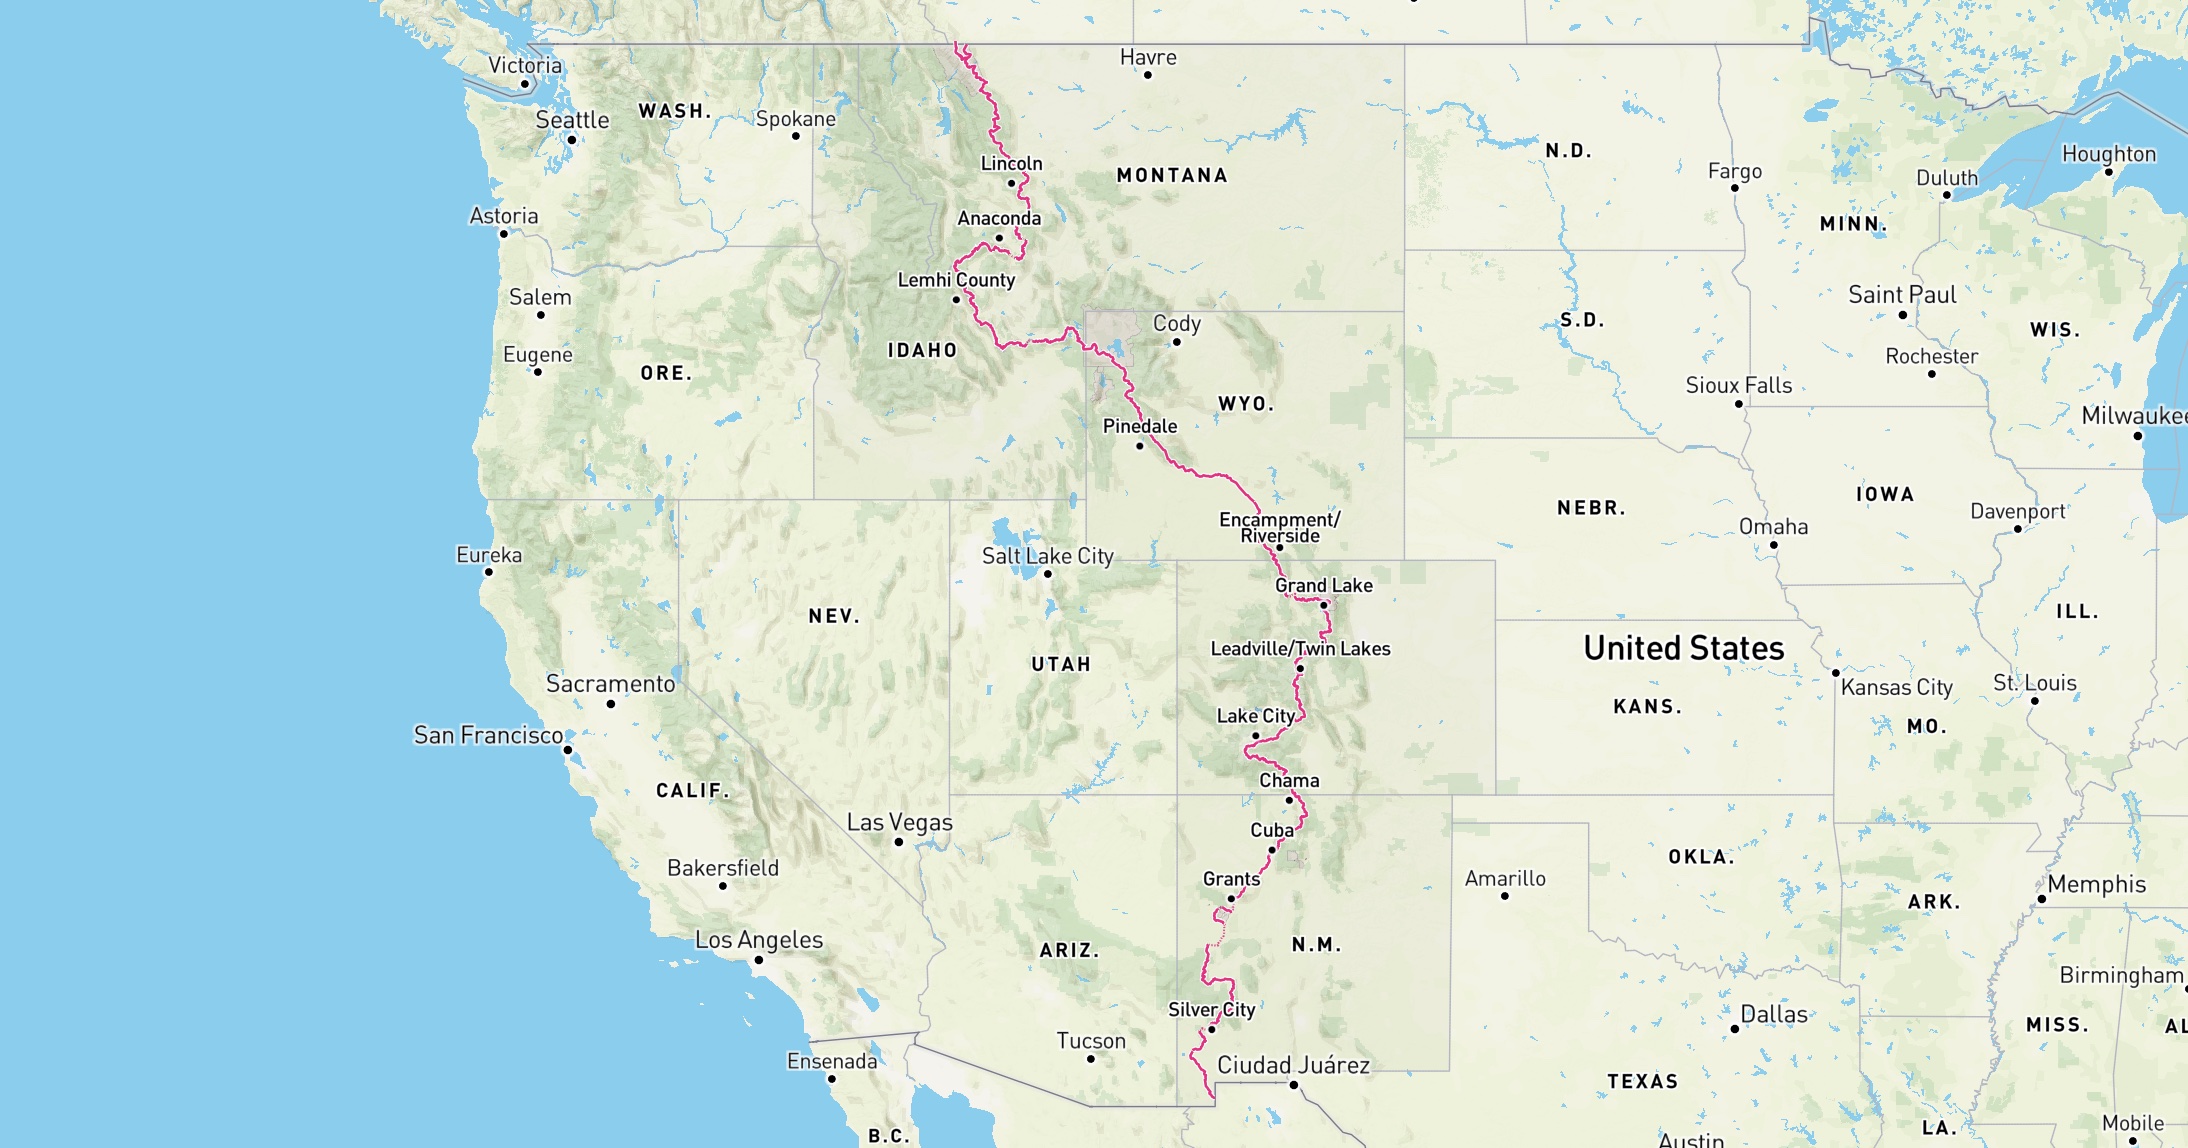 Havre
Victoria
WASH.
Seattle
Spokane
N.D.
Houghton
Lincoln
MONTANA
Fargo
Duluth
Astoria
Anaconda
MINN.
Lemhi County
Salem
Saint Paul
S.D.
Cody
WIS.
IDAHO
Eugene
ORE.
Rochester
Sioux Falls
WYO.
Milwaukee
Pinedale
NEBR.
IOWA
Davenport
Encampment/
Riverside
Omaha
Eureka
Salt Lake City
Grand Lake
NEV.
ILL.
United States
Leadville/Twin Lakes
UTAH
Sacramento
Kansas City
St. Louis
KANS.
Lake City
MO.
San Francisco
CALIF.
Chama
Las Vegas
Cuba
OKLA.
Bakersfield
Grants
Amarillo
Memphis
ARK.
Los Angeles
ARIZ.
N.M.
Birmingham
Silver City
Dallas
MISS.
AL
Tucson
Ensenada
Ciudad Juárez
TEXAS
Mobile
LA.
B.C.
Austin